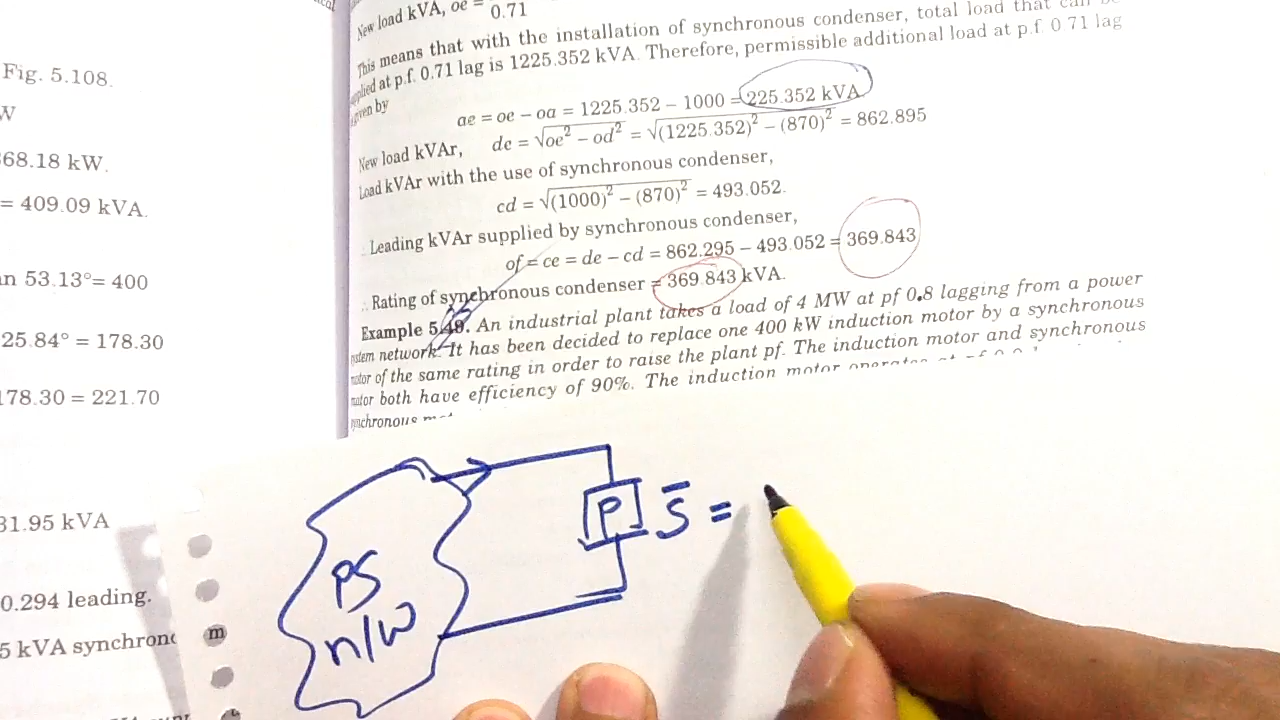 Fig. 5.108.
W
68.18 kW.
= 409.09 kVA.
an 53.13°= 400
25.84° = 178.30
178.30 = 221.70
31.95 kVA
0.294 leading.
5 kVA synchrono
New load kVA, oe =
0.71
This means that with the installation of synchronous condenser, total load that can be
pplied at p.f. 0.71 lag is 1225.352 kVA. Therefore, permissible additional load at p.f. 0 71 lag
given by
ae = oe – oa = 1225.352 – 1000 = 225.352 kVA
New load kVAr, de = √oe² – od² = √(1225.352)² – (870)² = 862.895
Load kVAr with the use of synchronous condenser,
cd = √(1000)² – (870)² = 493.052.
∴ Leading kVAr supplied by synchronous condenser,
of = ce = de – cd = 862.295 – 493.052 = 369.843
∴ Rating of synchronous condenser = 369.843 kVA.
Example 5.49. An industrial plant takes a load of 4 MW at pf 0.8 lagging from a power
system network. It has been decided to replace one 400 kW induction motor by a synchronous
motor of the same rating in order to raise the plant pf. The induction motor and synchronous
motor both have efficiency of 90%. The induction motor operates at pf
synchronous
PS
n/w
P S̅ =
m